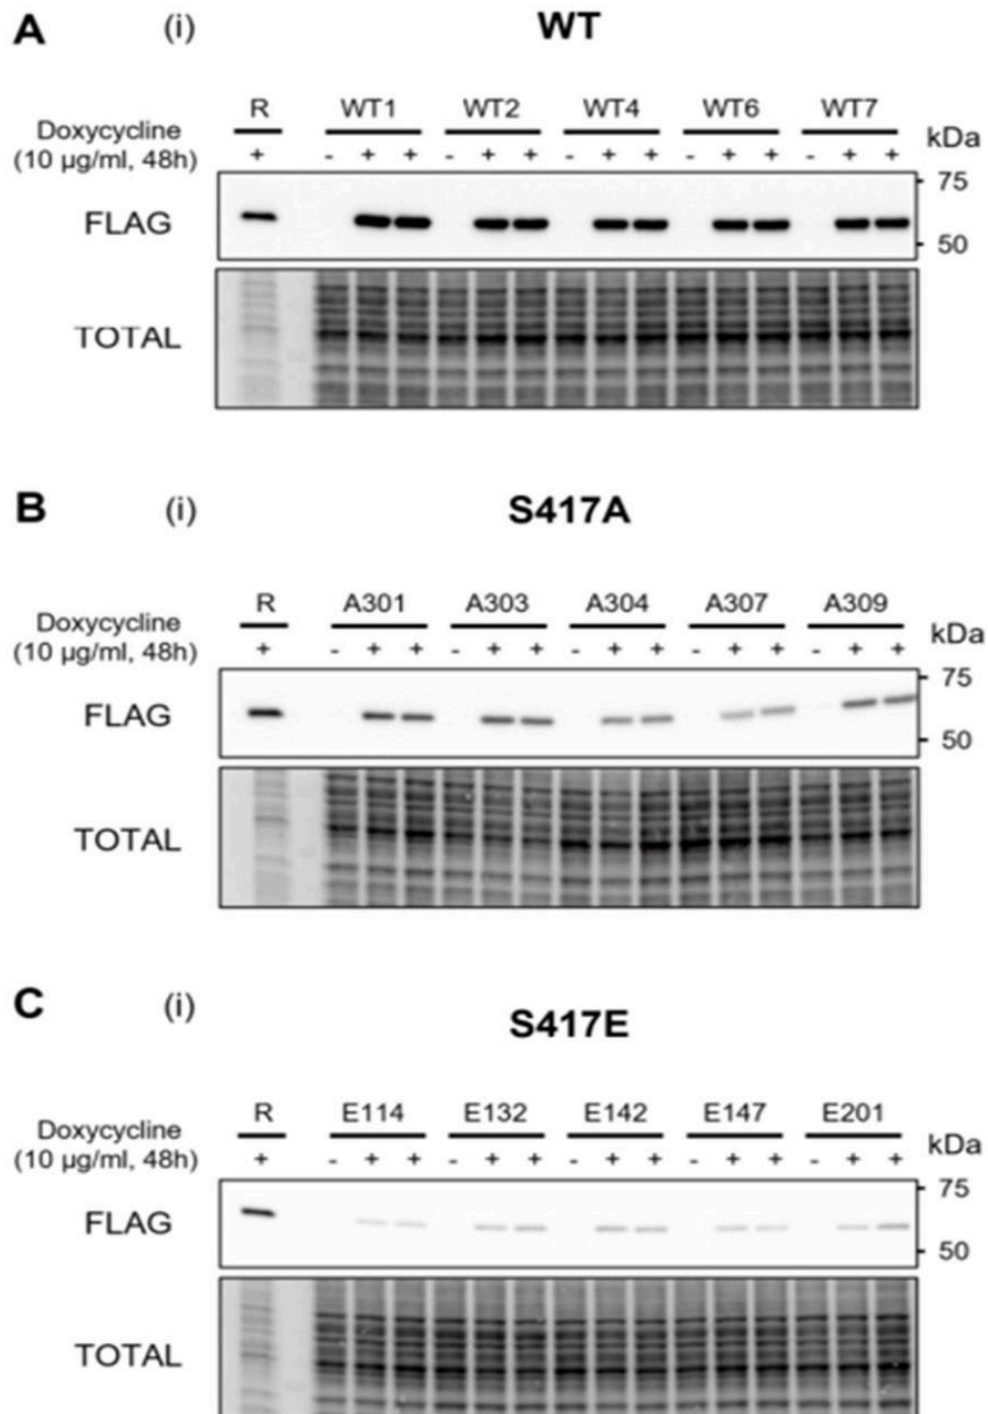 A (i) WT
R WT1 WT2 WT4 WT6 WT7
Doxycycline
(10 µg/ml, 48h) + - + + - + + - + + - + + - + + kDa
75
FLAG
50
TOTAL
B (i) S417A
R A301 A303 A304 A307 A309
Doxycycline
(10 µg/ml, 48h) + - + + - + + - + + - + + - + + kDa
75
FLAG
50
TOTAL
C (i) S417E
R E114 E132 E142 E147 E201
Doxycycline
(10 µg/ml, 48h) + - + + - + + - + + - + + - + + kDa
75
FLAG
50
TOTAL